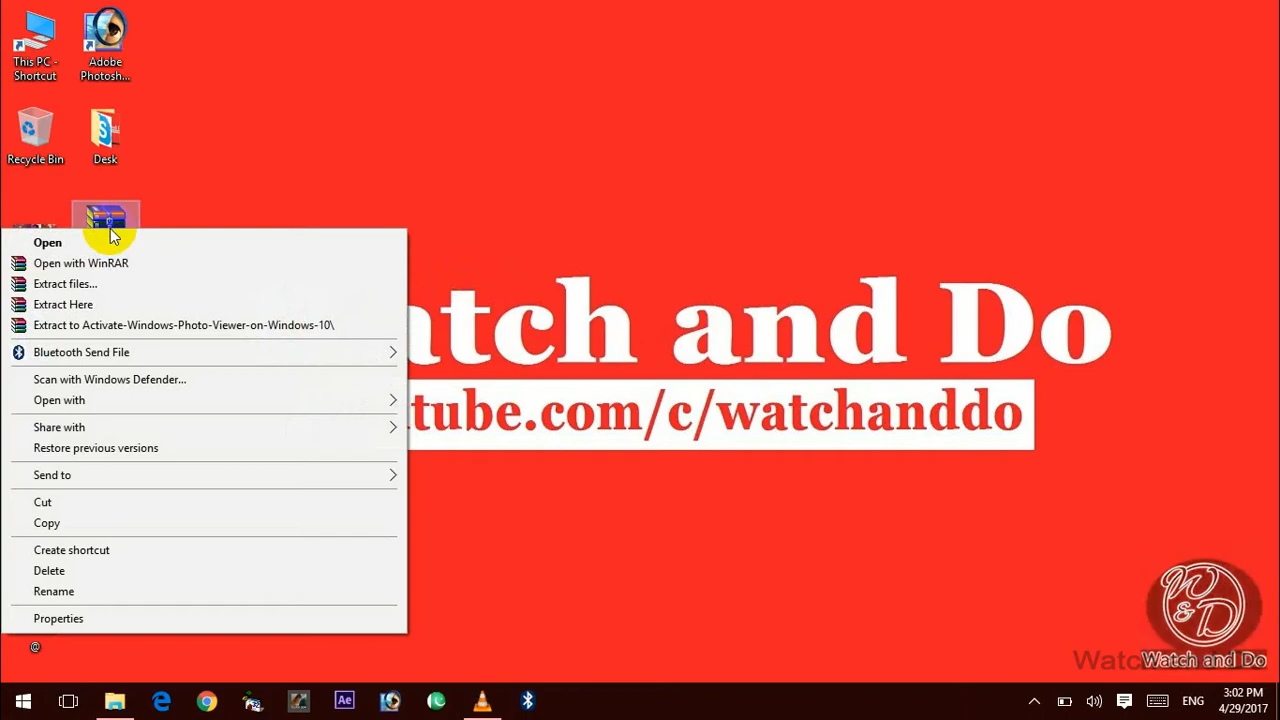 This PC -
Shortcut
Adobe
Photosh...
Recycle Bin
Desk
Open
Open with WinRAR
Extract files...
Extract Here
Extract to Activate-Windows-Photo-Viewer-on-Windows-10\
Bluetooth Send File
Scan with Windows Defender...
Open with
Share with
Restore previous versions
Send to
Cut
Copy
Create shortcut
Delete
Rename
Properties
@
atch and Do
tube.com/c/watchanddo
W
&
D
Watch and Do
Ae
ENG
3:02 PM
4/29/2017